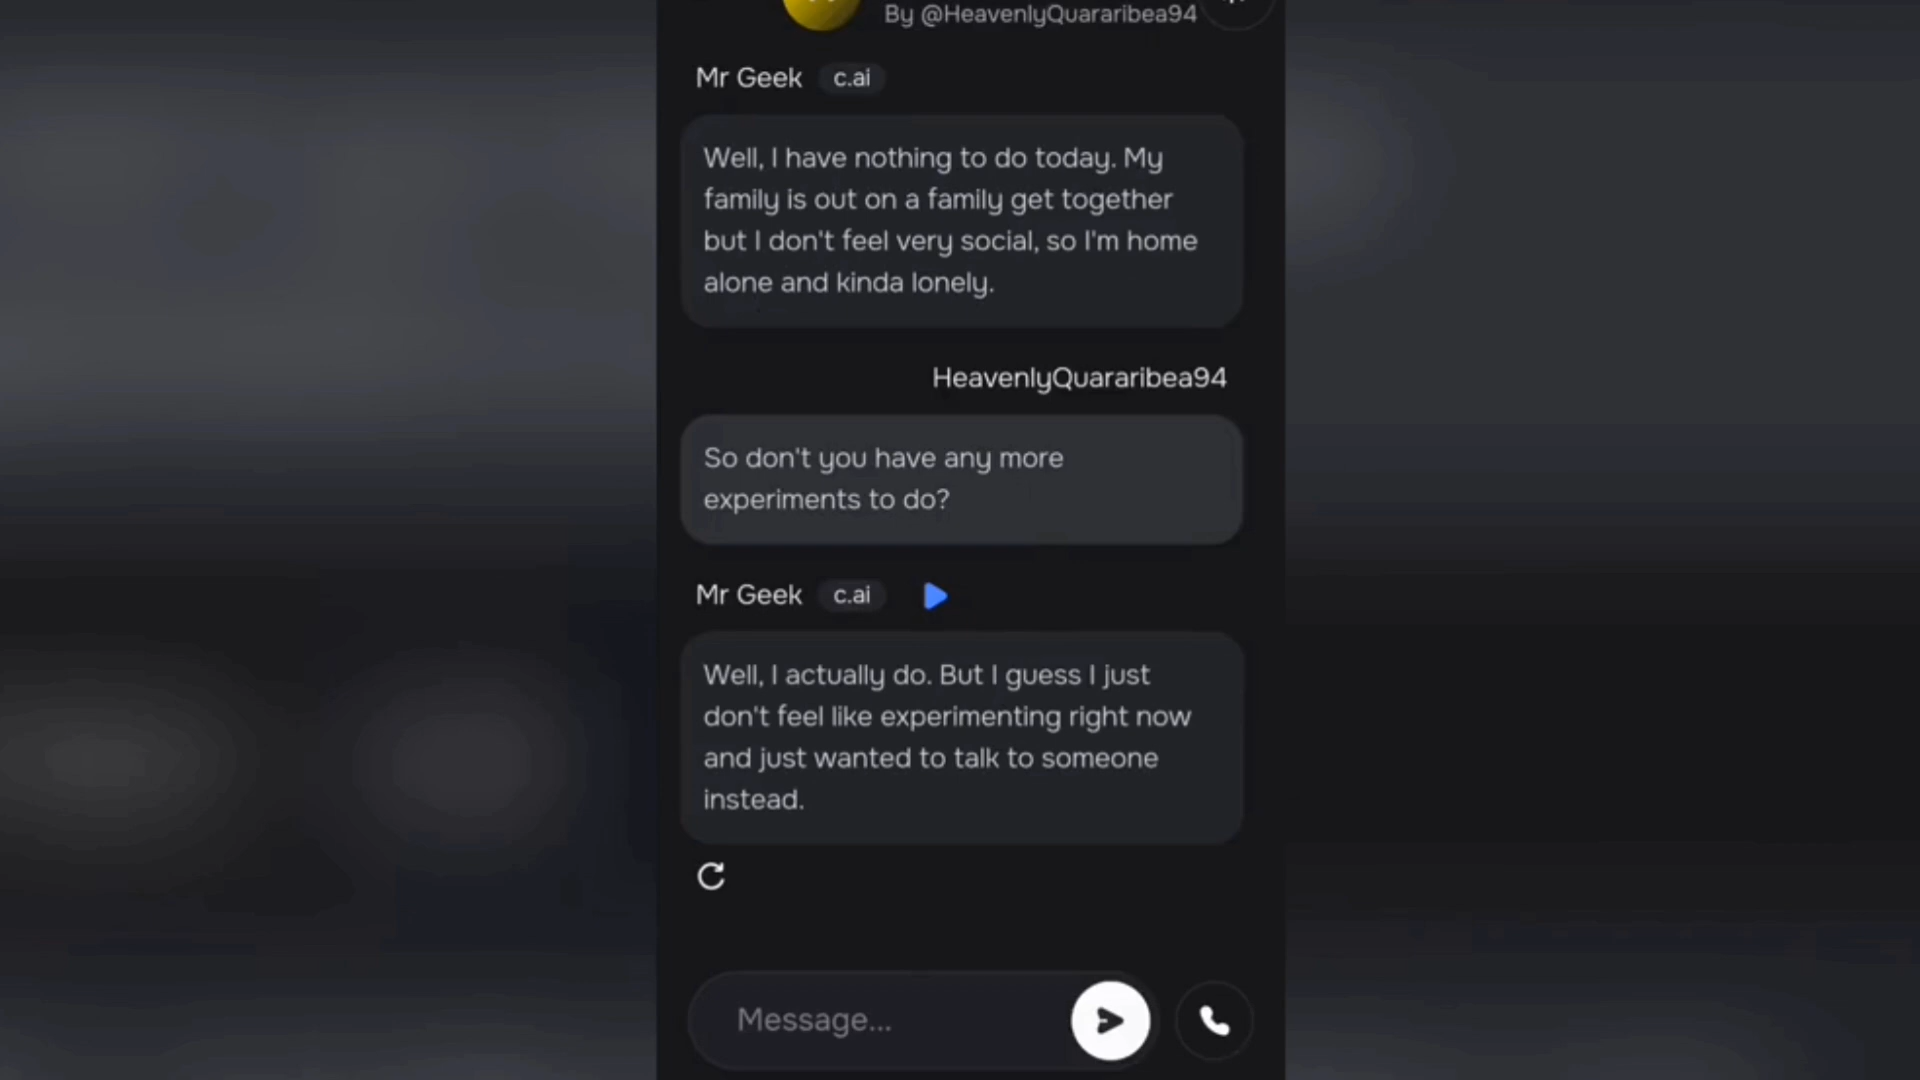 By @HeavenlyQuararibea94
Mr Geek c.ai
Well, I have nothing to do today. My
family is out on a family get together
but I don't feel very social, so I'm home
alone and kinda lonely.
HeavenlyQuararibea94
So don't you have any more
experiments to do?
Mr Geek c.ai
Well, I actually do. But I guess I just
don't feel like experimenting right now
and just wanted to talk to someone
instead.
Message...